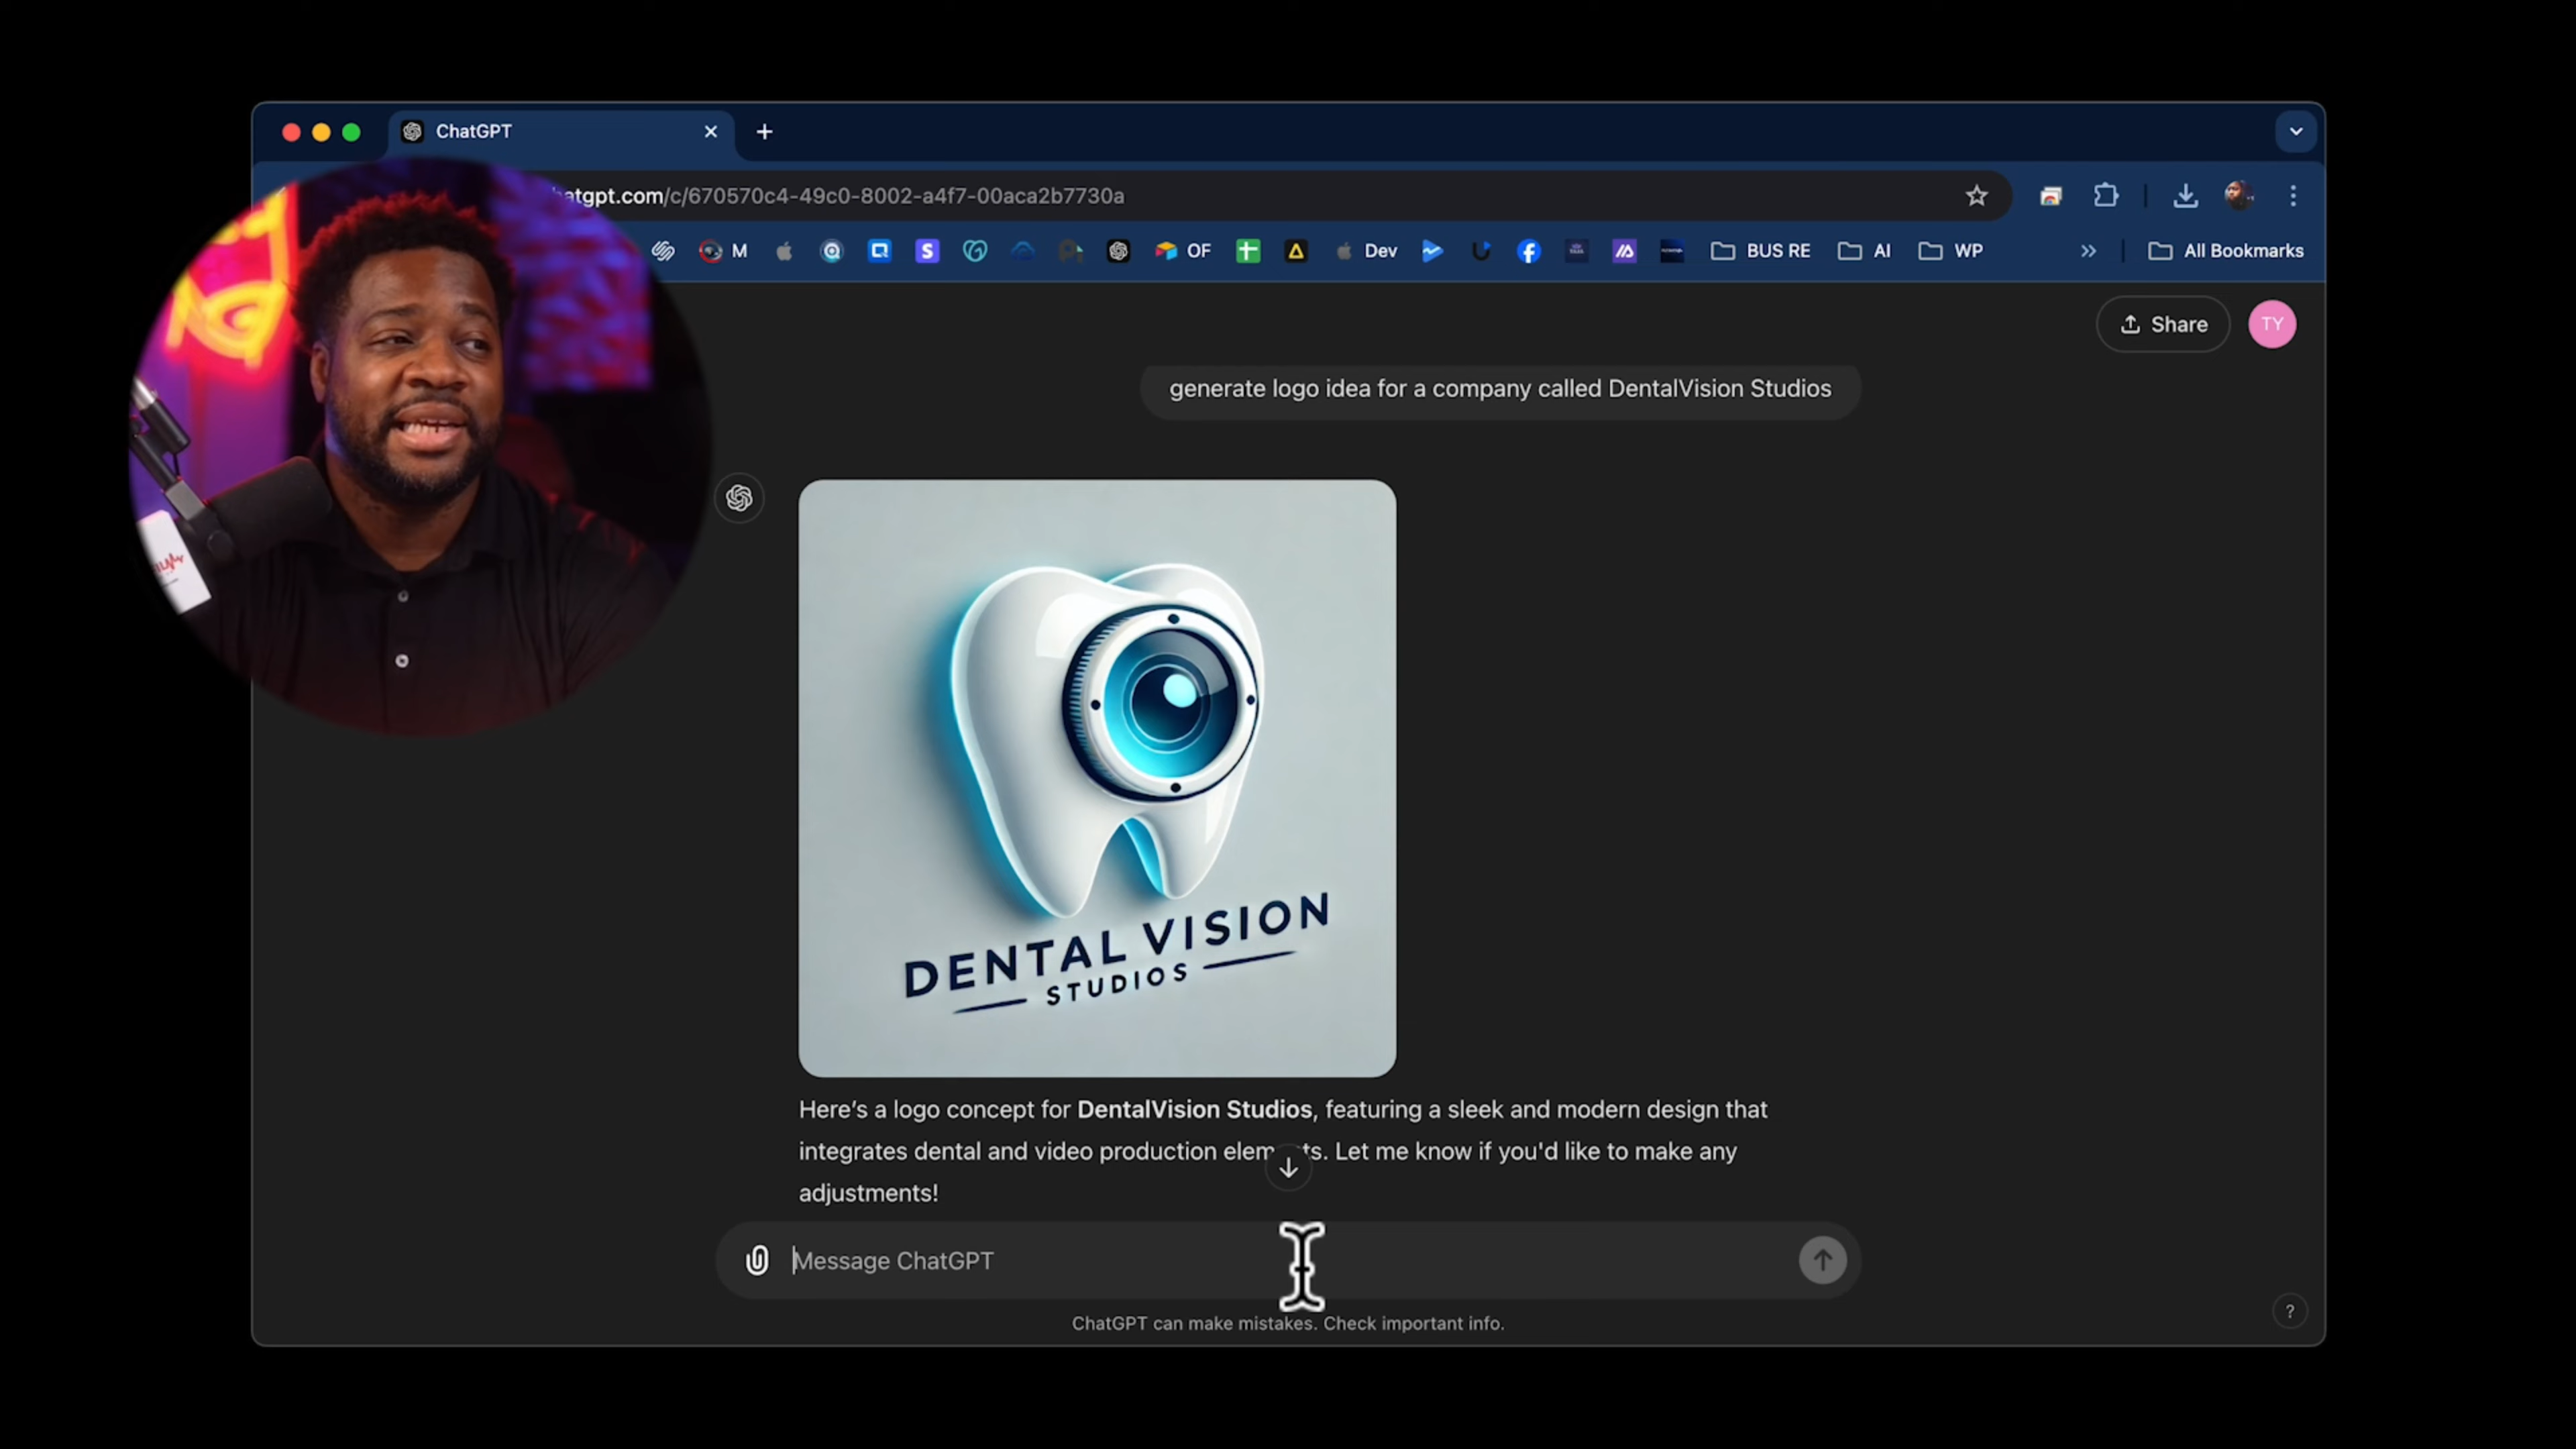 ChatGPT
atgpt.com/c/670570c4-49c0-8002-a4f7-00aca2b7730a
M
OF
Dev
BUS RE
AI
WP
All Bookmarks
Share
TY
generate logo idea for a company called DentalVision Studios
DENTAL VISION
STUDIOS
Here's a logo concept for DentalVision Studios, featuring a sleek and modern design that
integrates dental and video production elem ts. Let me know if you'd like to make any
adjustments!
Message ChatGPT
ChatGPT can make mistakes. Check important info.
?